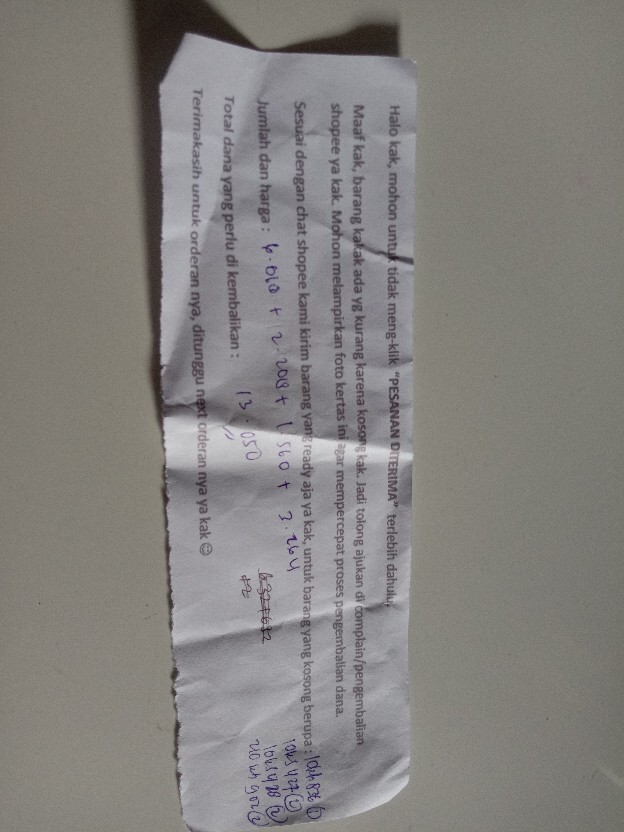 Halo kak, mohon untuk tidak meng-klik "PESANAN DITERIMA" terlebih dahulu,
Maaf kak, barang kakak ada yg kurang karena kosong kak. Jadi tolong ajukan di complain/pengembalian
shopee ya kak. Mohon melampirkan foto kertas ini agar mempercepat proses pengembalian dana.
Sesuai dengan chat shopee kami kirim barang yang ready aja ya kak, untuk barang yang kosong berupa :
Jumlah dan harga : 6.060 + 2.208 + 1.560 + 3.264
Total dana yang perlu di kembalikan : 13.050
Terimakasih untuk orderan nya, ditunggu next orderan nya ya kak ☺